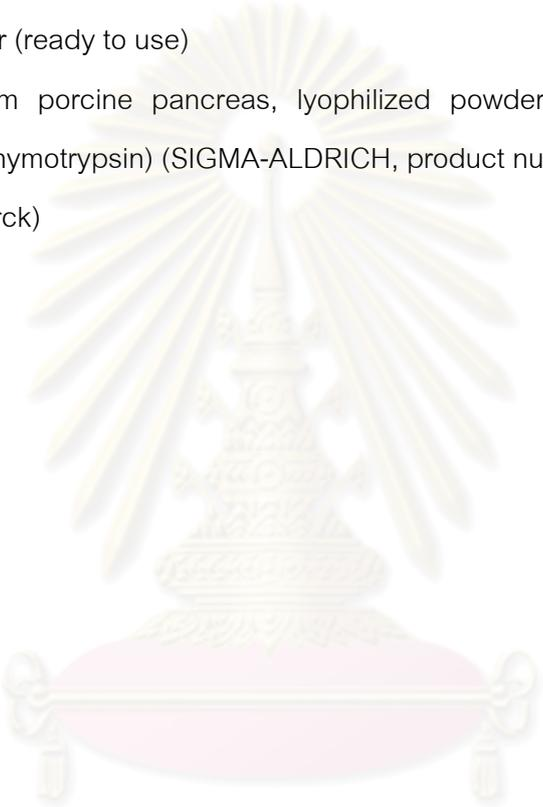 r (ready to use)
m porcine pancreas, lyophilized powder
hymotrypsin) (SIGMA-ALDRICH, product nu
rck)